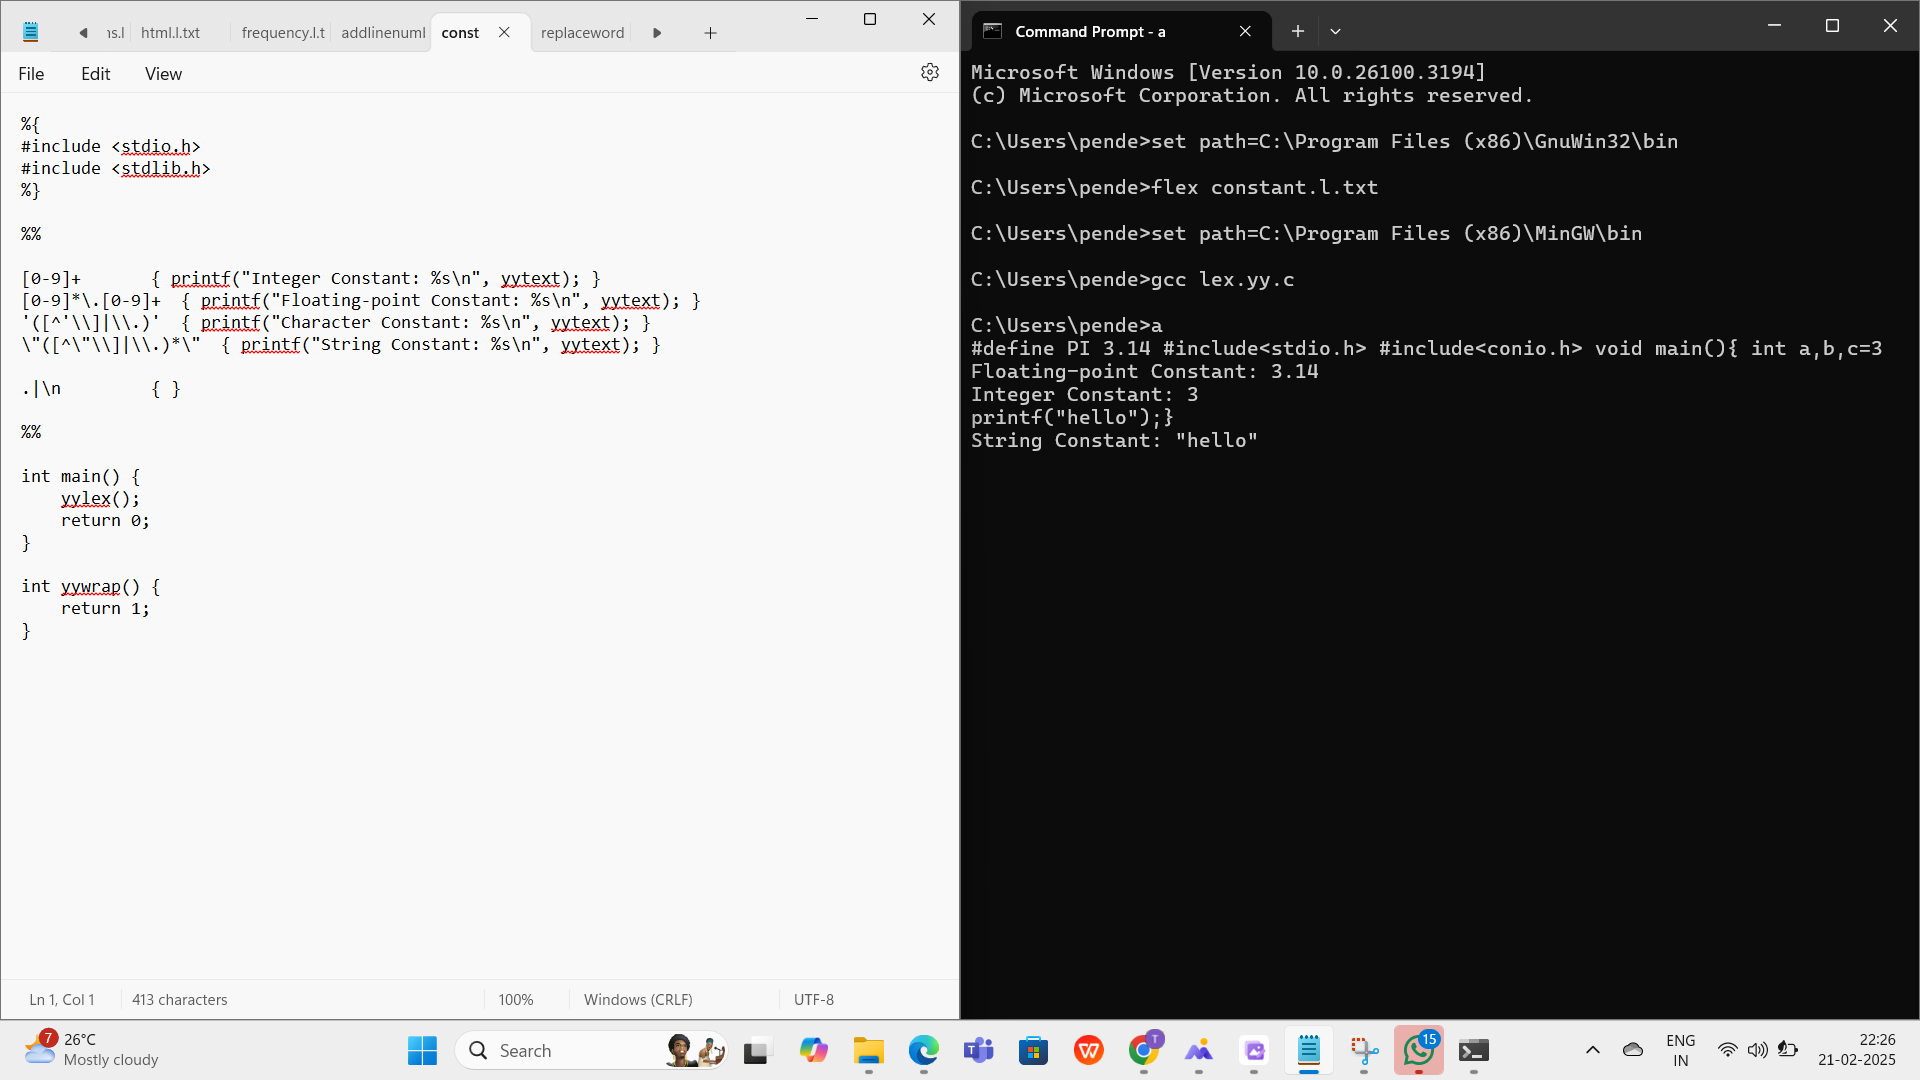 ns.l html.l.txt frequency.l.t addlinenuml const replaceword
File Edit View
%{
#include <stdio.h>
#include <stdlib.h>
%}
%%
[0-9]+ { printf("Integer Constant: %s\n", yytext); }
[0-9]*\.[0-9]+ { printf("Floating-point Constant: %s\n", yytext); }
'([^'\\]|\\.)' { printf("Character Constant: %s\n", yytext); }
\"([^\"\\]|\\.)*\" { printf("String Constant: %s\n", yytext); }
.|\n { }
%%
int main() {
yylex();
return 0;
}
int yywrap() {
return 1;
}
Ln 1, Col 1 413 characters 100% Windows (CRLF) UTF-8
Command Prompt - a
Microsoft Windows [Version 10.0.26100.3194]
(c) Microsoft Corporation. All rights reserved.
C:\Users\pende>set path=C:\Program Files (x86)\GnuWin32\bin
C:\Users\pende>flex constant.l.txt
C:\Users\pende>set path=C:\Program Files (x86)\MinGW\bin
C:\Users\pende>gcc lex.yy.c
C:\Users\pende>a
#define PI 3.14 #include<stdio.h> #include<conio.h> void main(){ int a,b,c=3
Floating-point Constant: 3.14
Integer Constant: 3
printf("hello");}
String Constant: "hello"
7 26°C
Mostly cloudy
Search
T
15
ENG
IN
22:26
21-02-2025